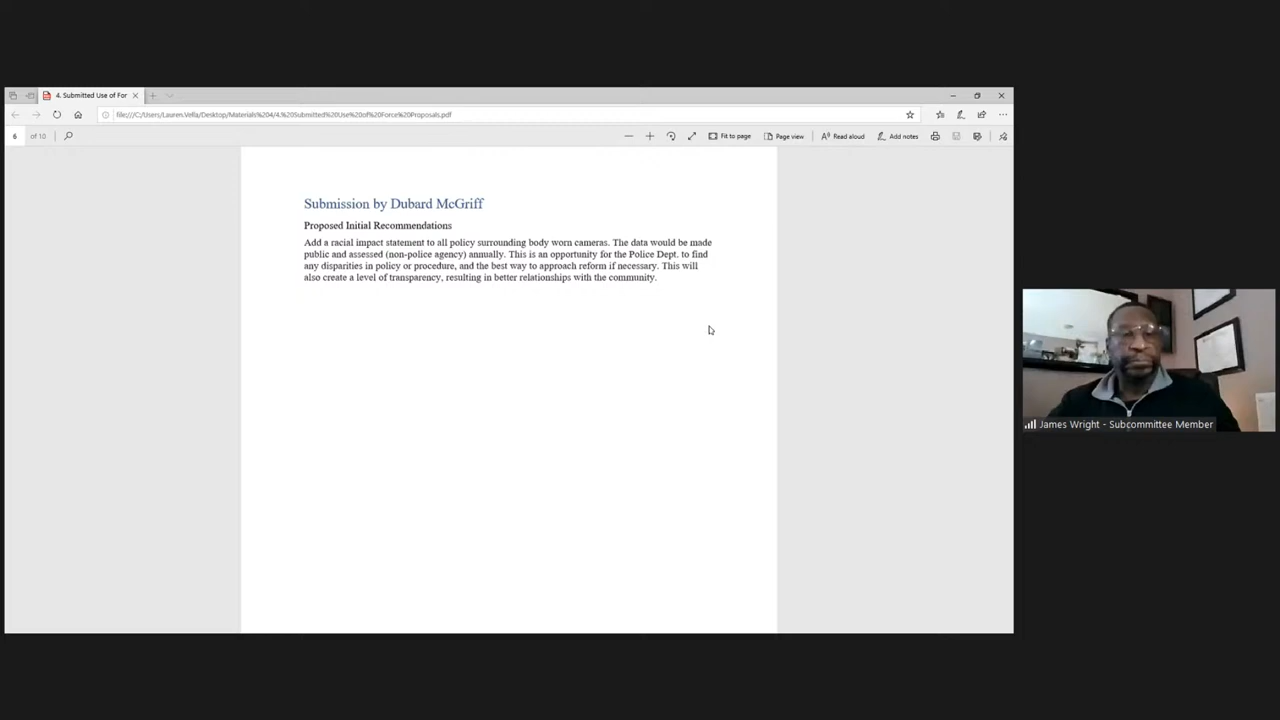 4. Submitted Use of For
file:///C:/Users/Lauren.Vella/Desktop/Materials%204/4.%20Submitted%20Use%20of%20Force%20Proposals.pdf
6 of 10
Fit to page
Page view
Read aloud
Add notes
Submission by Dubard McGriff
Proposed Initial Recommendations
Add a racial impact statement to all policy surrounding body worn cameras. The data would be made
public and assessed (non-police agency) annually. This is an opportunity for the Police Dept. to find
any disparities in policy or procedure, and the best way to approach reform if necessary. This will
also create a level of transparency, resulting in better relationships with the community.
James Wright - Subcommittee Member